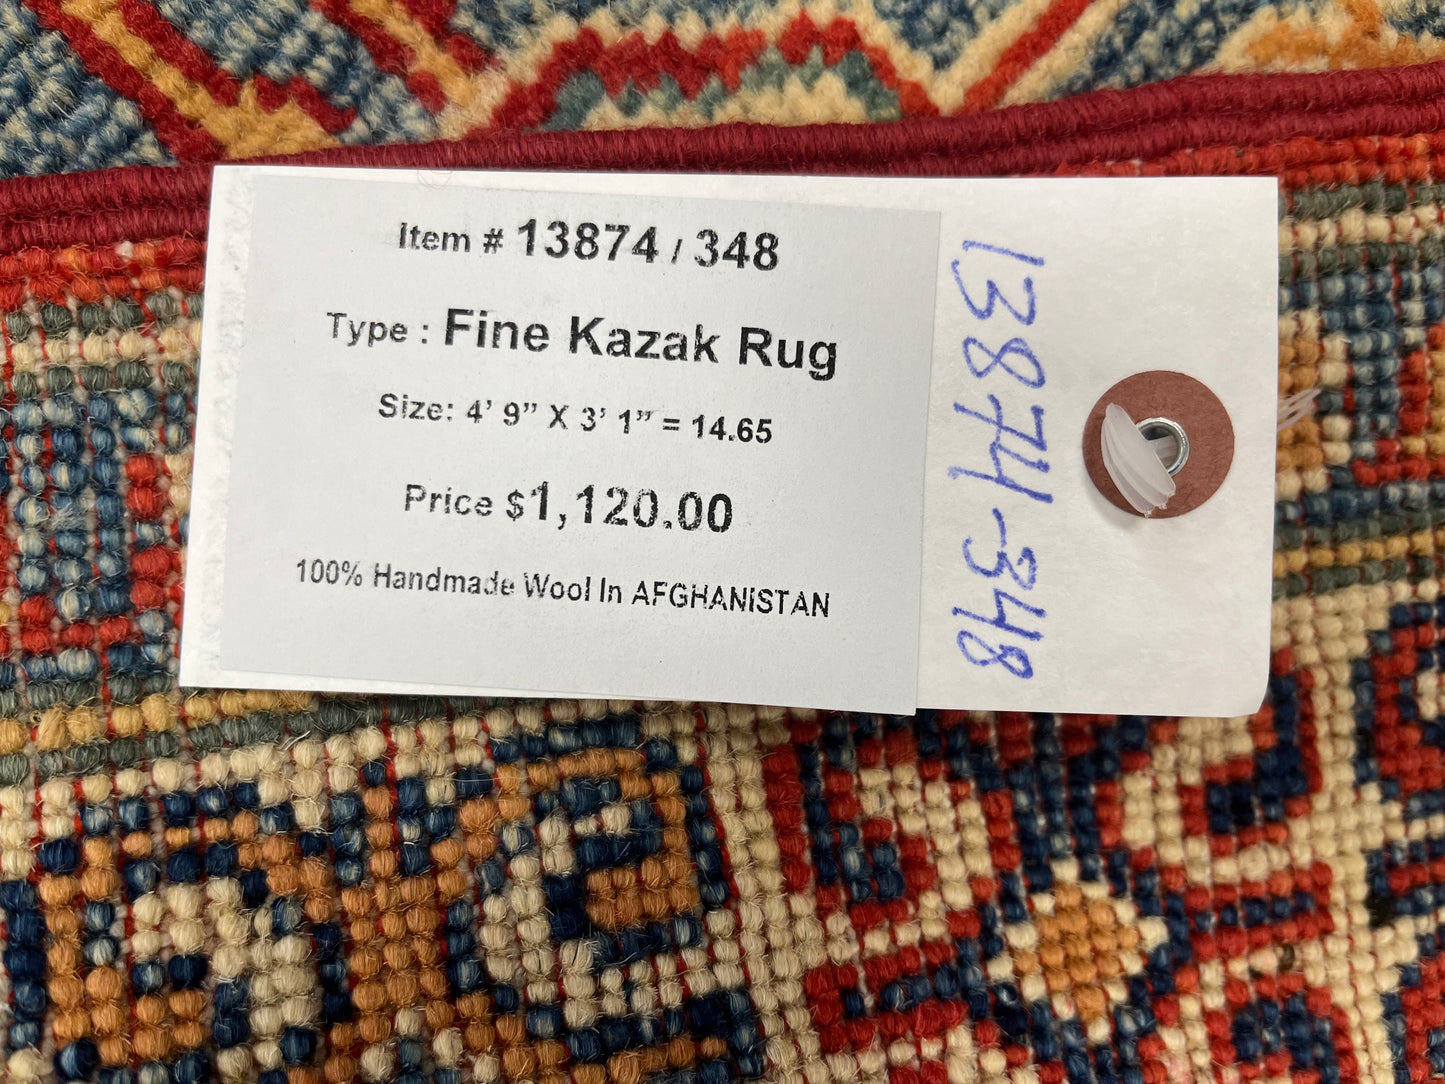 Item # 13874 / 348
Type : Fine Kazak Rug
Size: 4’ 9” X 3’ 1” = 14.65
Price $1,120.00
100% Handmade Wool In AFGHANISTAN
13874-348